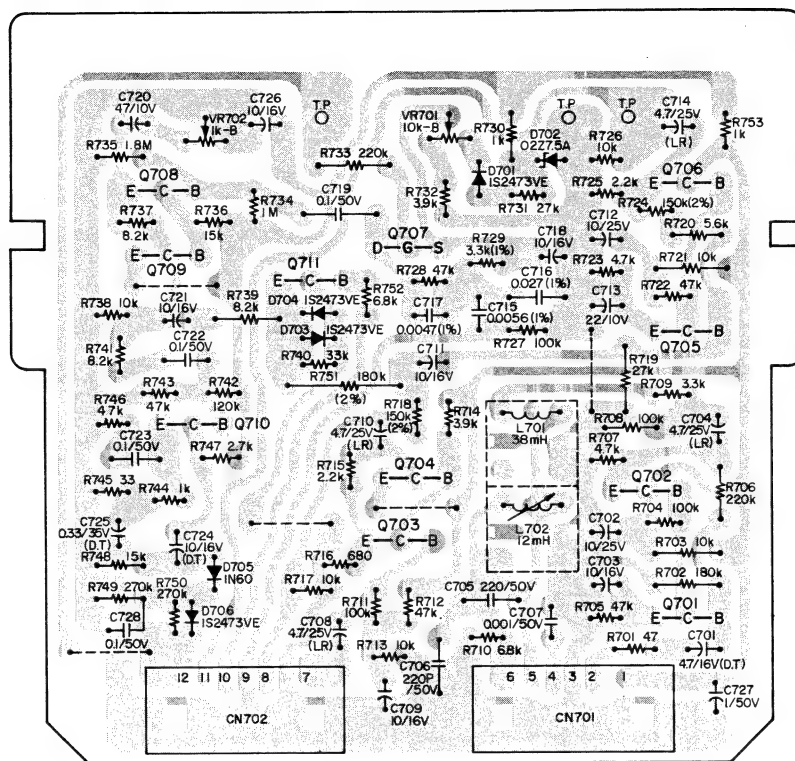 C720
47/10V
VR702
1k-B
C726
10/16V
T.P
VR701
10k-B
R730
1k
D702
02Z7.5A
T.P
T.P
R726
10k
C714
4.7/25V
(LR)
R753
1k
R735 1.8M
R733 220k
D701
1S2473VE
Q708
E-C-B
R734
1M
C719
0.1/50V
R732
3.9k
R731 27k
R725 2.2k
Q706
E-C-B
R724 150k(2%)
R737
8.2k
R736
15k
Q707
D-G-S
R729
3.3k(1%)
C718
10/16V
C712
10/25V
R720 5.6k
E-C-B
Q709
Q711
E-C-B
R728 47k
C716
0.027(1%)
R723 4.7k
R721 10k
R722 47k
R738 10k
C721
10/16V
R739
8.2k
D704 1S2473VE
R752
6.8k
C717
0.0047(1%)
C715
0.0056(1%)
C713
22/10V
D703 1S2473VE
R727 100k
E-C-B
Q705
R741
8.2k
C722
0.1/50V
R740 33k
C711
10/16V
R719
27k
R751 180k
(2%)
R743
47k
R742
120k
R709 3.3k
R746
4.7k
E-C-B Q710
C710
4.7/25V
(LR)
R718
150k
(2%)
R714
3.9k
L701
38mH
R708 100k
C704
4.7/25V
(LR)
C723
0.1/50V
R747 2.7k
R707
4.7k
R715
2.2k
Q704
E-C-B
Q702
E-C-B
R706
220k
R745 33
R744 1k
L702
12mH
R704 100k
C725
0.33/35V
(D.T)
C724
10/16V
(D.T)
Q703
E-C-B
C702
10/25V
R703 10k
R748 15k
D705
1N60
R716 680
C703
10/16V
R702 180k
R749 270k
R750
270k
D706
1S2473VE
R717 10k
R711
100k
R712
47k
C705 220/50V
C707
0.001/50V
R705 47k
Q701
E-C-B
C728
0.1/50V
C708
4.7/25V
(LR)
R713 10k
R710 6.8k
R701 47
C701
47/16V(D.T)
C706
220P
/50V
12 11 10 9 8 7
6 5 4 3 2 1
CN702
C709
10/16V
CN701
C727
1/50V